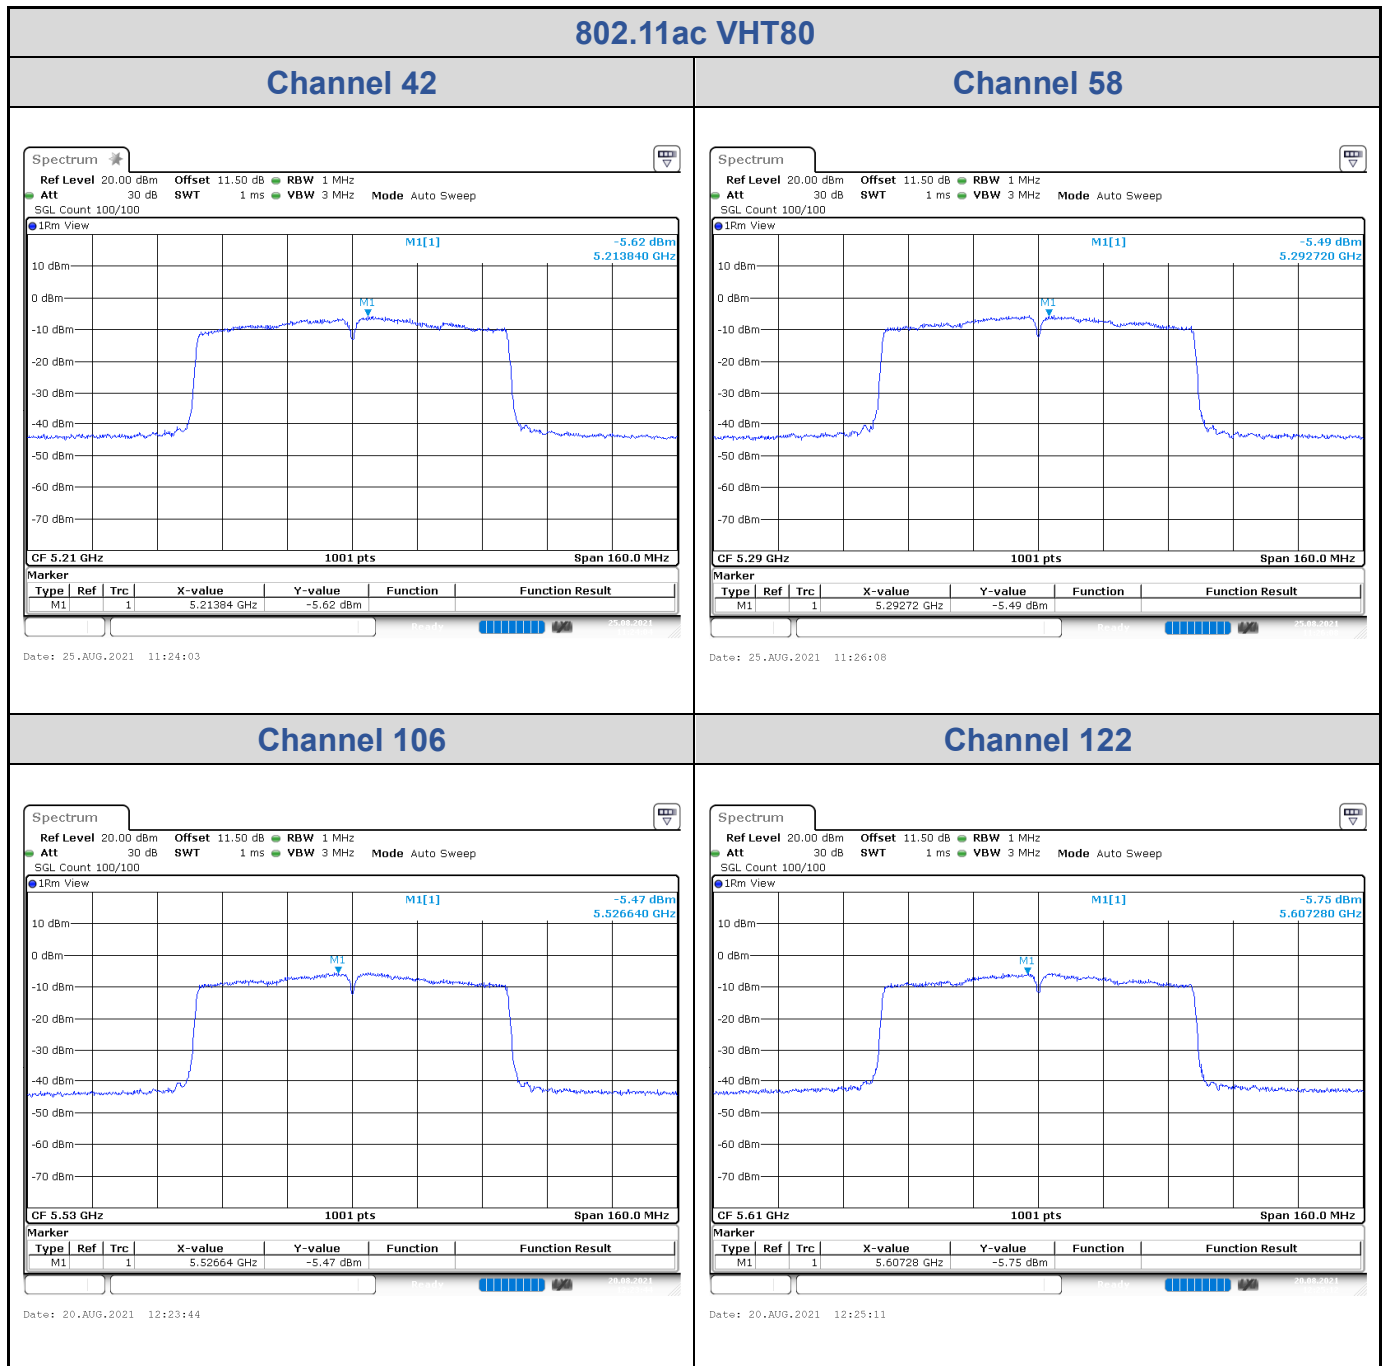 802.11ac VHT80
Channel 42
Spectrum
Ref Level 20.00 dBm Offset 11.50 dB RBW 1 MHz
Att 30 dB SWT 1 ms VBW 3 MHz Mode Auto Sweep
SGL Count 100/100
1Rm View
M1[1] -5.62 dBm
5.213840 GHz
10 dBm
0 dBm
M1
-10 dBm
-20 dBm
-30 dBm
-40 dBm
-50 dBm
-60 dBm
-70 dBm
CF 5.21 GHz 1001 pts Span 160.0 MHz
Marker
Type Ref Trc X-value Y-value Function Function Result
M1 1 5.21384 GHz -5.62 dBm
Ready 25.08.2021
Date: 25.AUG.2021 11:24:03
Channel 58
Spectrum
Ref Level 20.00 dBm Offset 11.50 dB RBW 1 MHz
Att 30 dB SWT 1 ms VBW 3 MHz Mode Auto Sweep
SGL Count 100/100
1Rm View
M1[1] -5.49 dBm
5.292720 GHz
10 dBm
0 dBm
M1
-10 dBm
-20 dBm
-30 dBm
-40 dBm
-50 dBm
-60 dBm
-70 dBm
CF 5.29 GHz 1001 pts Span 160.0 MHz
Marker
Type Ref Trc X-value Y-value Function Function Result
M1 1 5.29272 GHz -5.49 dBm
Ready 25.08.2021
Date: 25.AUG.2021 11:26:08
Channel 106
Spectrum
Ref Level 20.00 dBm Offset 11.50 dB RBW 1 MHz
Att 30 dB SWT 1 ms VBW 3 MHz Mode Auto Sweep
SGL Count 100/100
1Rm View
M1[1] -5.47 dBm
5.526640 GHz
10 dBm
0 dBm
M1
-10 dBm
-20 dBm
-30 dBm
-40 dBm
-50 dBm
-60 dBm
-70 dBm
CF 5.53 GHz 1001 pts Span 160.0 MHz
Marker
Type Ref Trc X-value Y-value Function Function Result
M1 1 5.52664 GHz -5.47 dBm
Ready 20.08.2021
Date: 20.AUG.2021 12:23:44
Channel 122
Spectrum
Ref Level 20.00 dBm Offset 11.50 dB RBW 1 MHz
Att 30 dB SWT 1 ms VBW 3 MHz Mode Auto Sweep
SGL Count 100/100
1Rm View
M1[1] -5.75 dBm
5.607280 GHz
10 dBm
0 dBm
M1
-10 dBm
-20 dBm
-30 dBm
-40 dBm
-50 dBm
-60 dBm
-70 dBm
CF 5.61 GHz 1001 pts Span 160.0 MHz
Marker
Type Ref Trc X-value Y-value Function Function Result
M1 1 5.60728 GHz -5.75 dBm
Ready 20.08.2021
Date: 20.AUG.2021 12:25:11